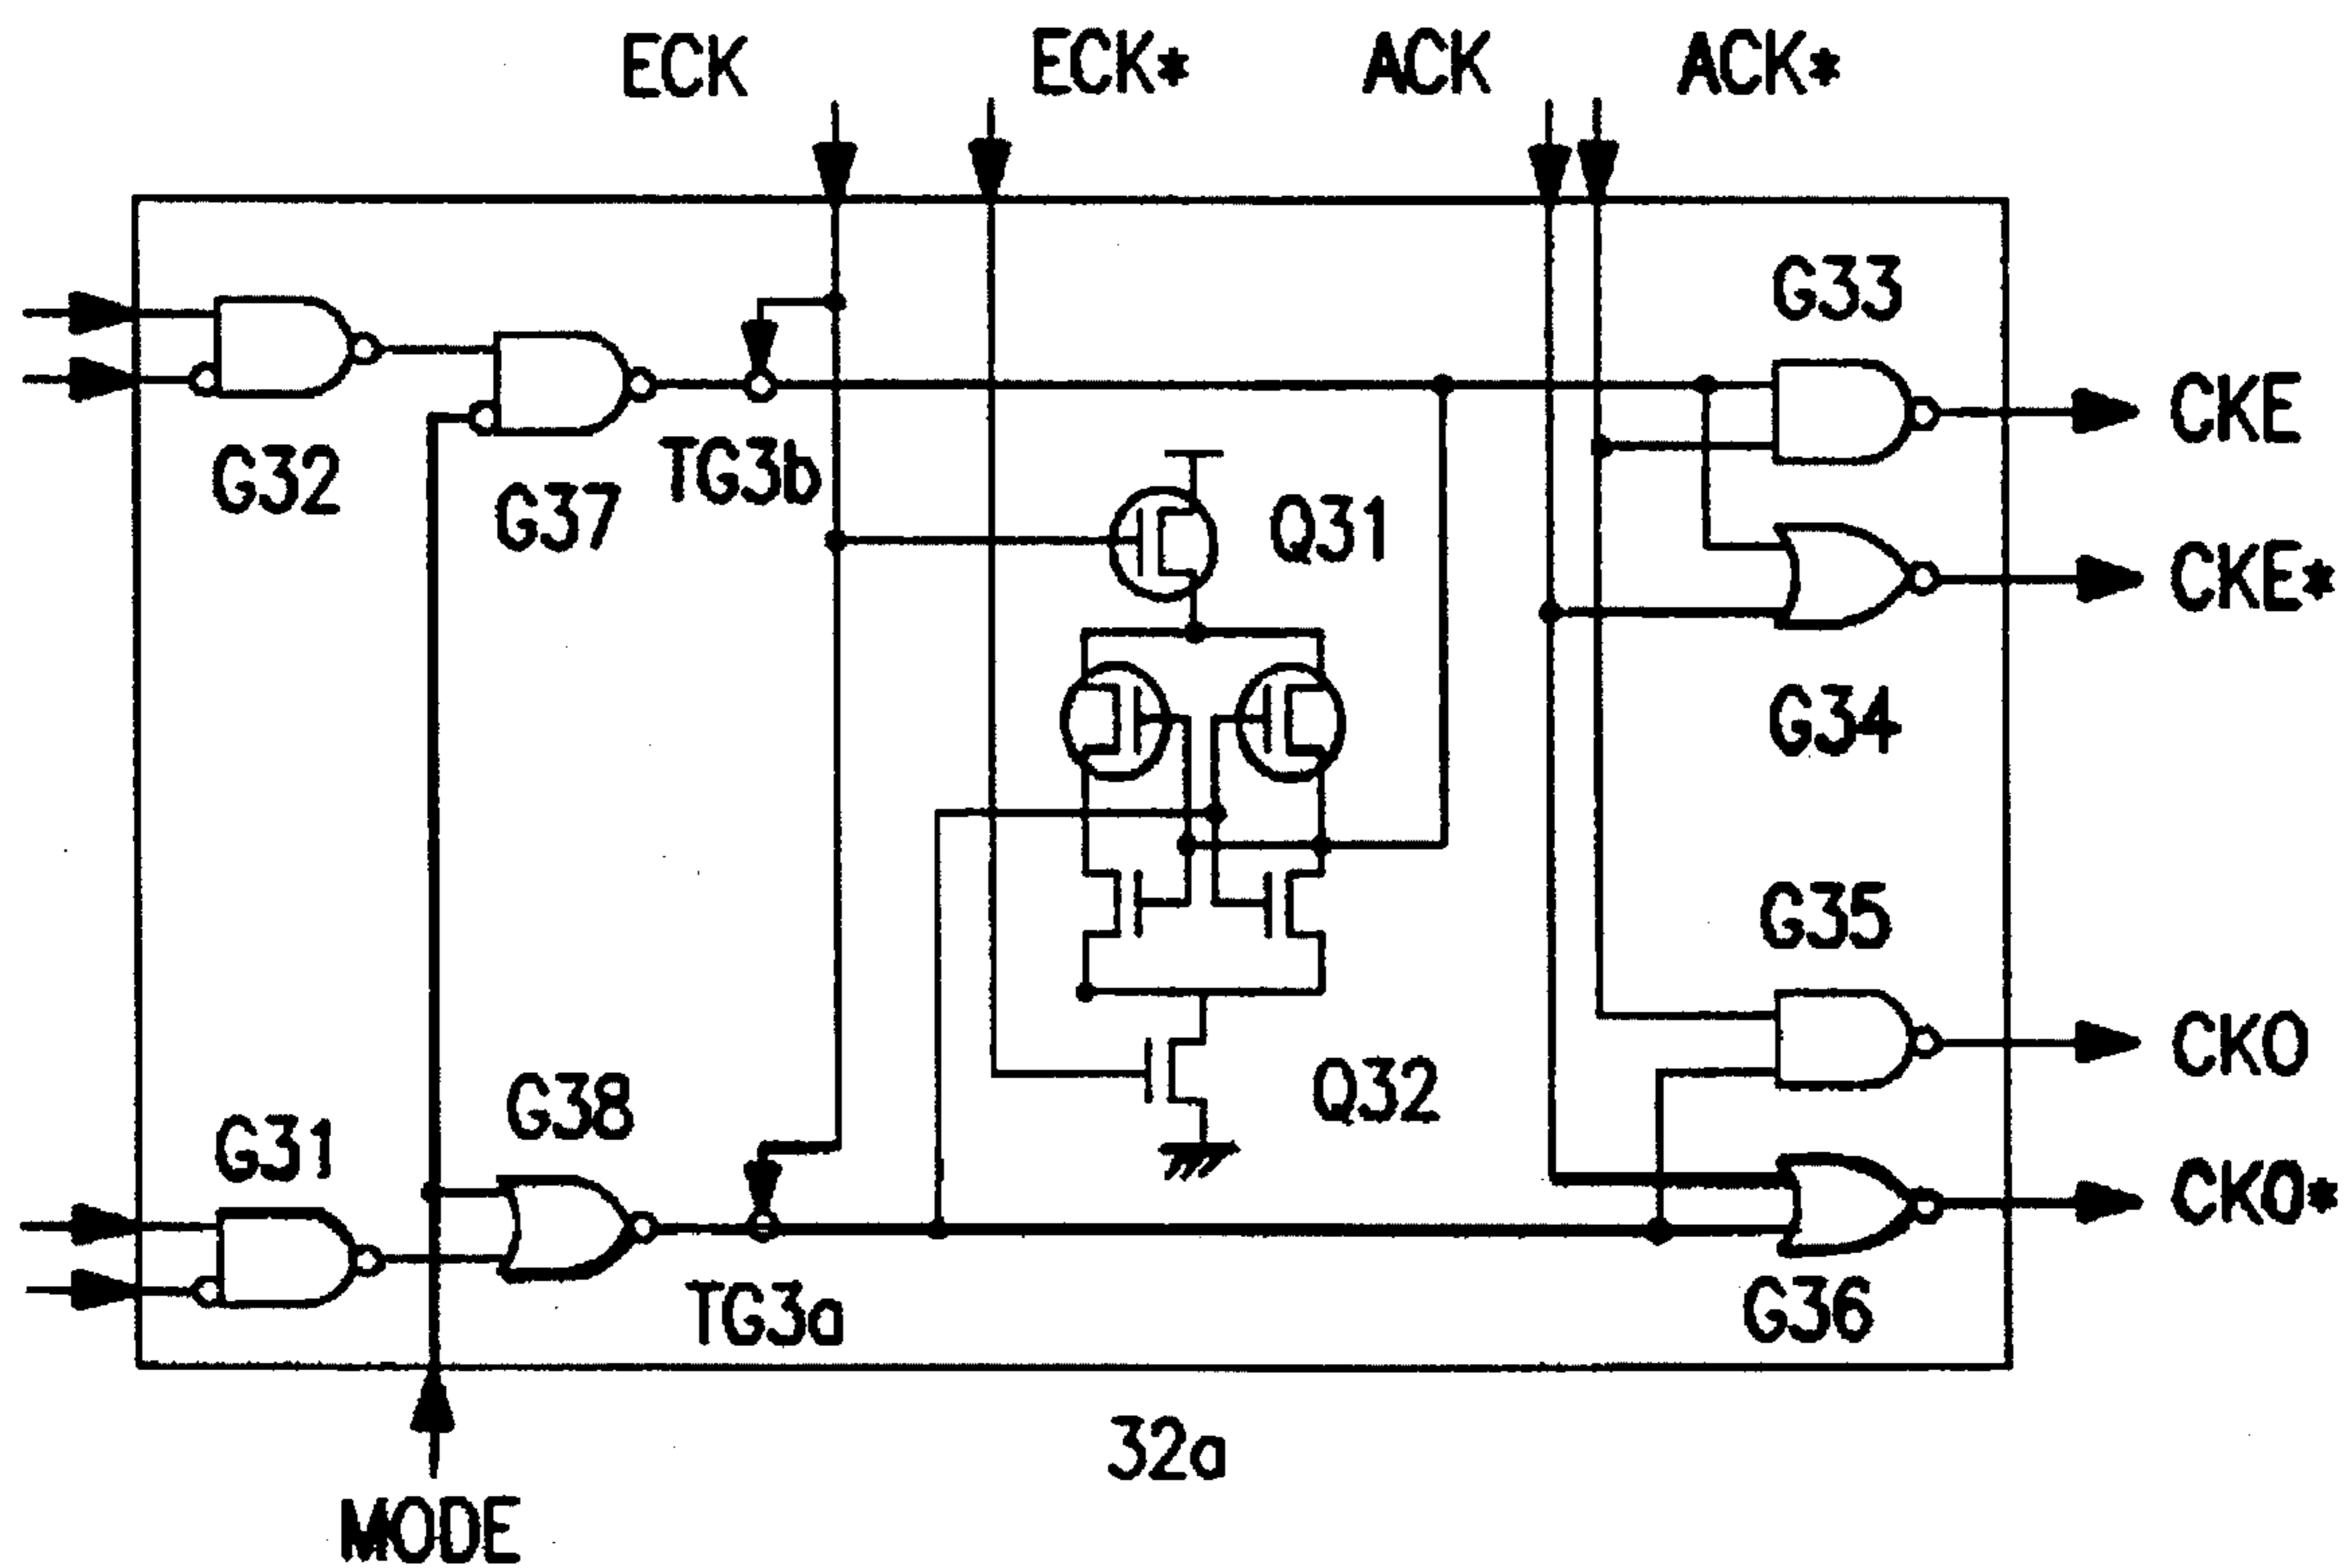 ECK
ECK*
ACK
ACK*
G33
CKE
G32
G37
TG3b
Q31
CKE*
G34
G35
CKO
G38
Q32
G31
CKO*
TG3a
G36
32a
MODE